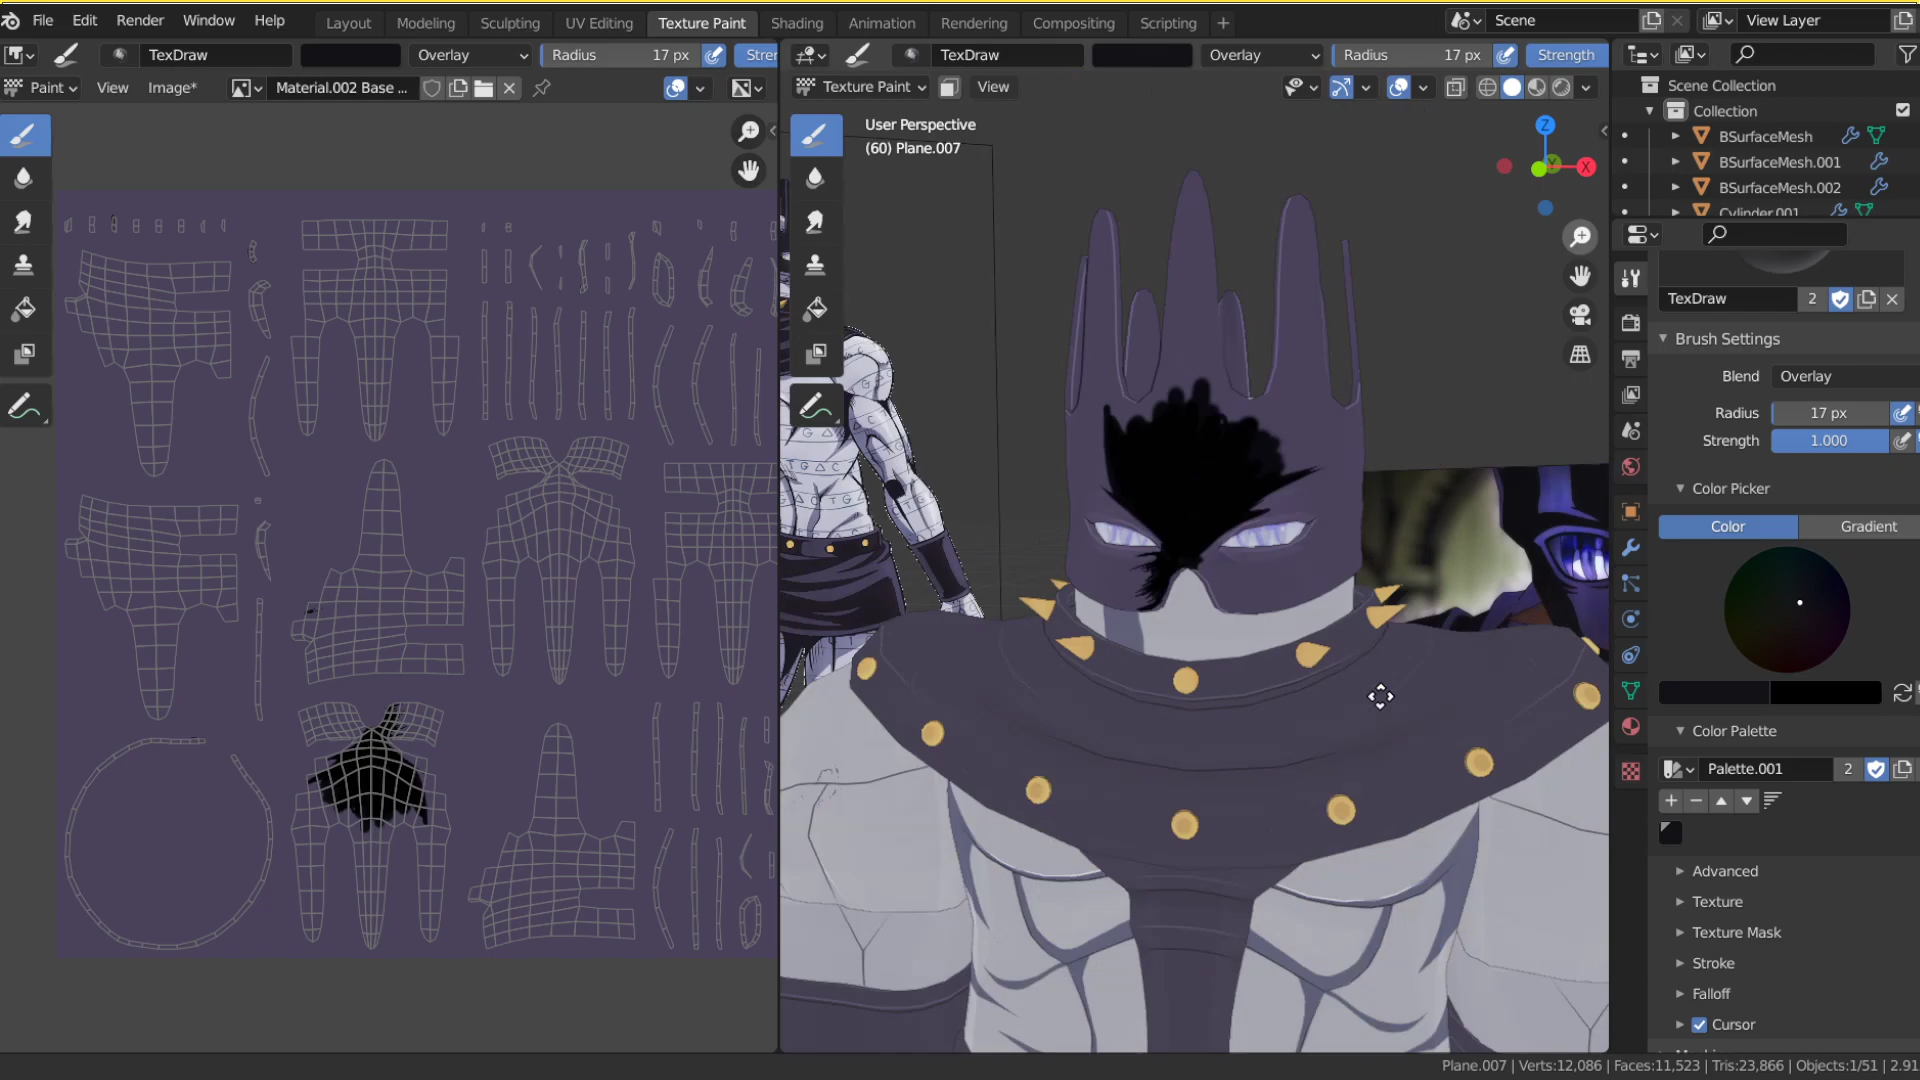 File Edit Render Window Help Layout Modeling Sculpting UV Editing Texture Paint Shading Animation Rendering Compositing Scripting + Scene View Layer
TexDraw Overlay Radius 17 px Stren TexDraw Overlay Radius 17 px Strength
Paint View Image* Material.002 Base ... Texture Paint View
Scene Collection
Collection
BSurfaceMesh
BSurfaceMesh.001
BSurfaceMesh.002
Cylinder.001
User Perspective
(60) Plane.007
Z
Y
X
TexDraw 2
Brush Settings
Blend Overlay
Radius 17 px
Strength 1.000
Color Picker
Color Gradient
Color Palette
Palette.001 2
Advanced
Texture
Texture Mask
Stroke
Falloff
Cursor
Plane.007 | Verts:12,086 | Faces:11,523 | Tris:23,866 | Objects:1/51 | 2.91